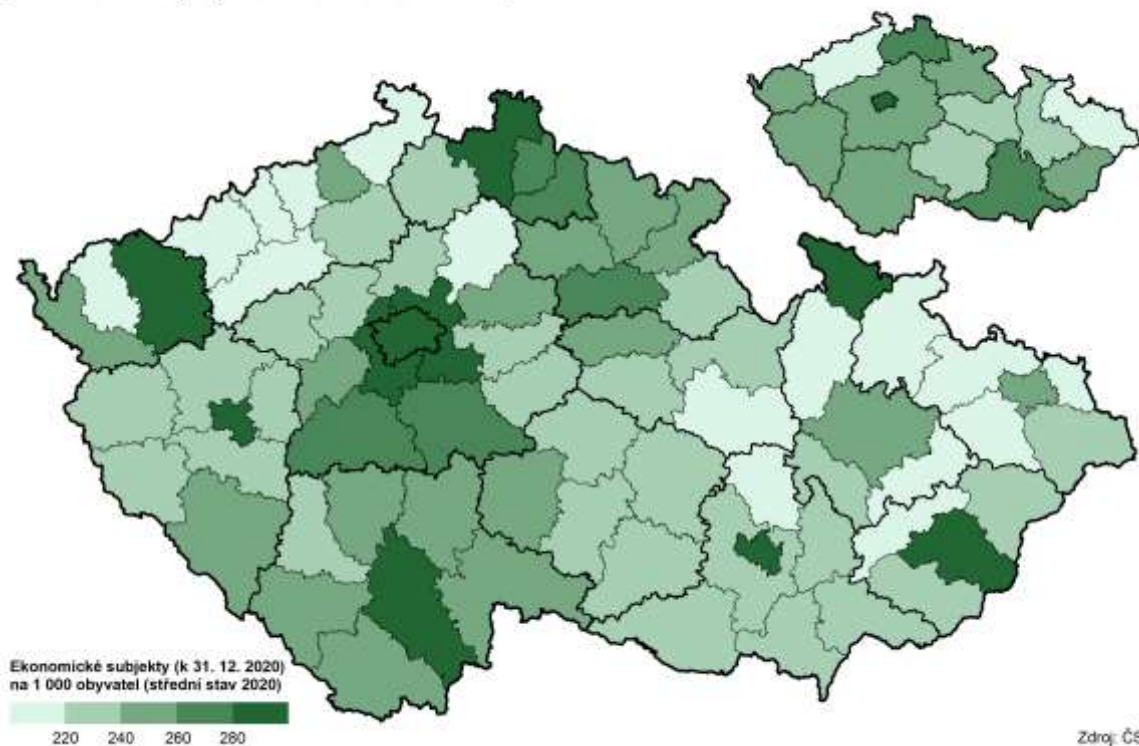 Ekonomické subjekty (k 31. 12. 2020)
na 1 000 obyvatel (střední stav 2020)
220 240 260 280
Zdroj: ČS